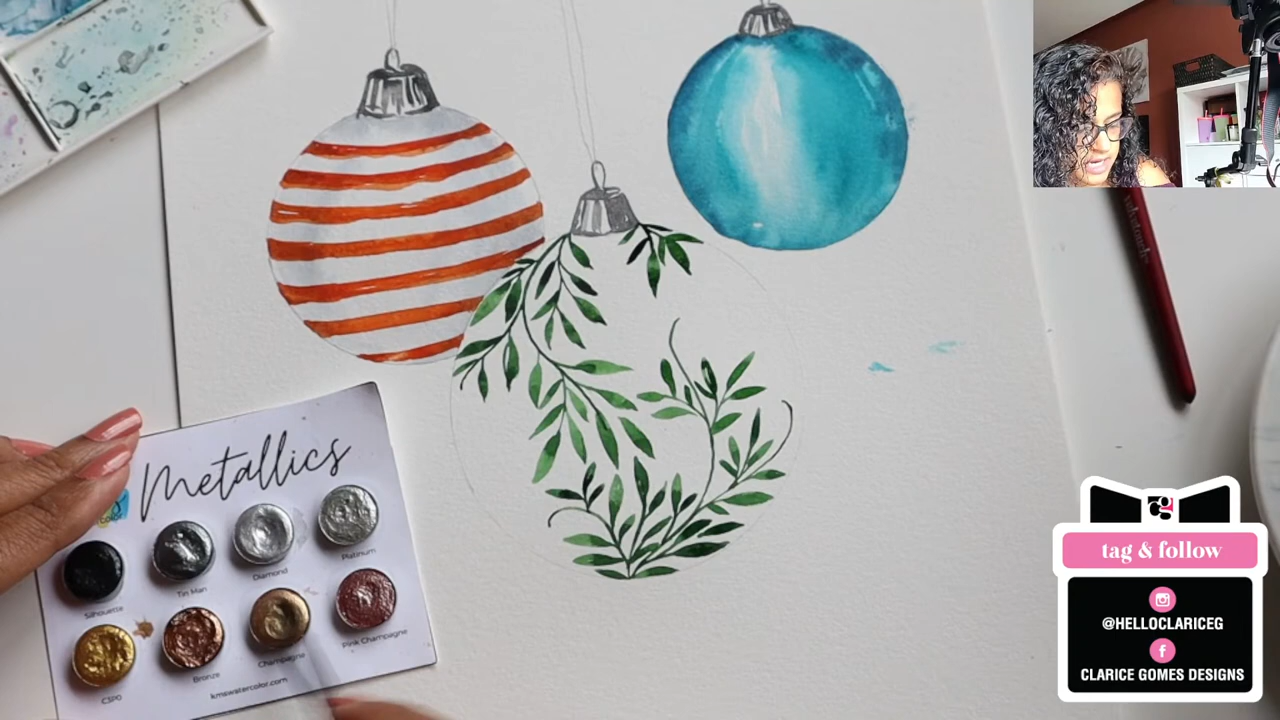 Metallics
Silhouette
Tin Man
Diamond
Platinum
C3PO
Bronze
Champagne
Pink Champagne
kmswatercolor.com
tag & follow
@HELLOCLARICEG
CLARICE GOMES DESIGNS